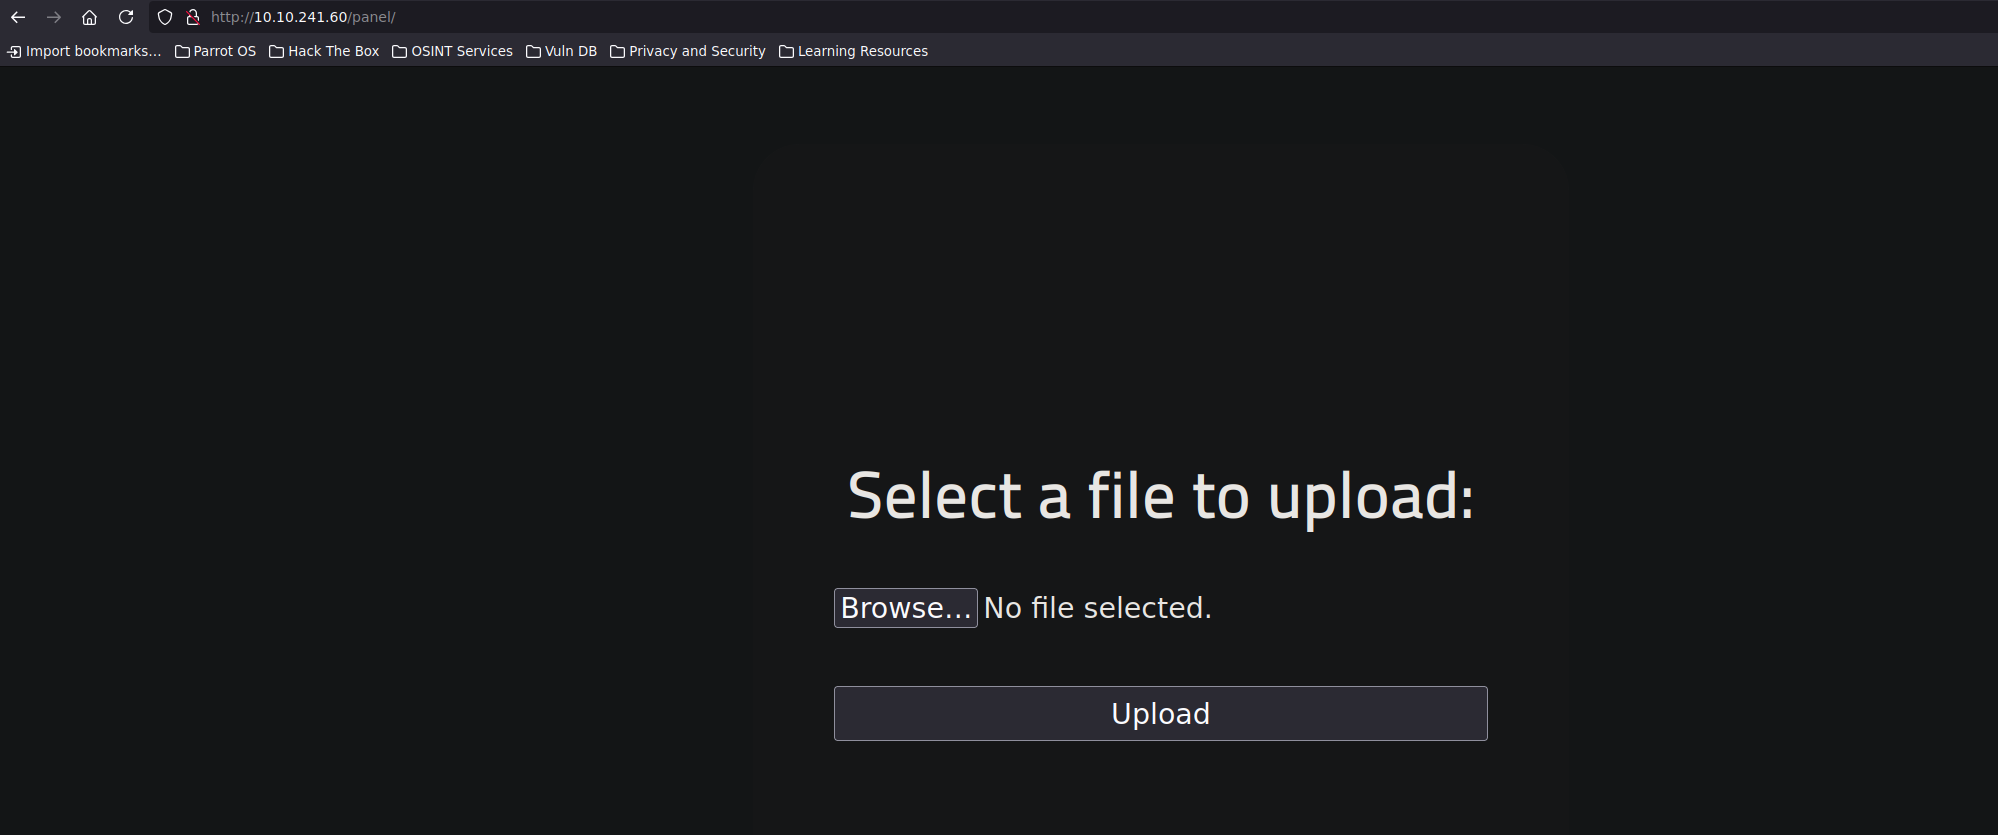 http://10.10.241.60/panel/
Import bookmarks... Parrot OS Hack The Box OSINT Services Vuln DB Privacy and Security Learning Resources
Select a file to upload:
Browse... No file selected.
Upload